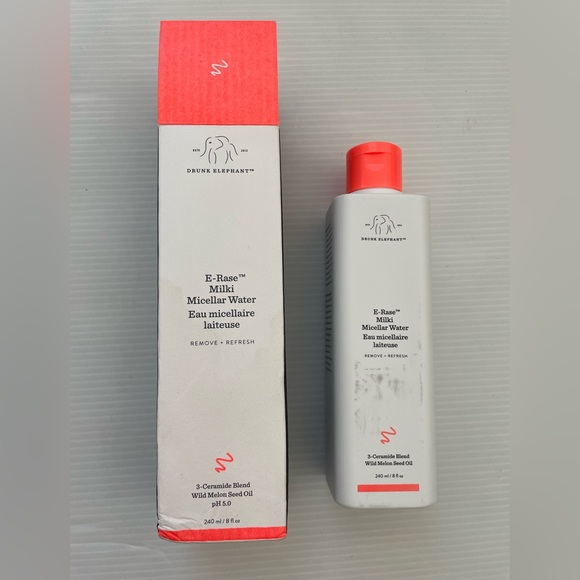 ESTD 2012
DRUNK ELEPHANT™
E-Rase™
Milki
Micellar Water
Eau micellaire
laiteuse
REMOVE + REFRESH
3-Ceramide Blend
Wild Melon Seed Oil
pH 5.0
240 ml / 8 fl oz
DRUNK ELEPHANT™
E-Rase™
Milki
Micellar Water
Eau micellaire
laiteuse
REMOVE + REFRESH
3-Ceramide Blend
Wild Melon Seed Oil
240 ml / 8 fl oz